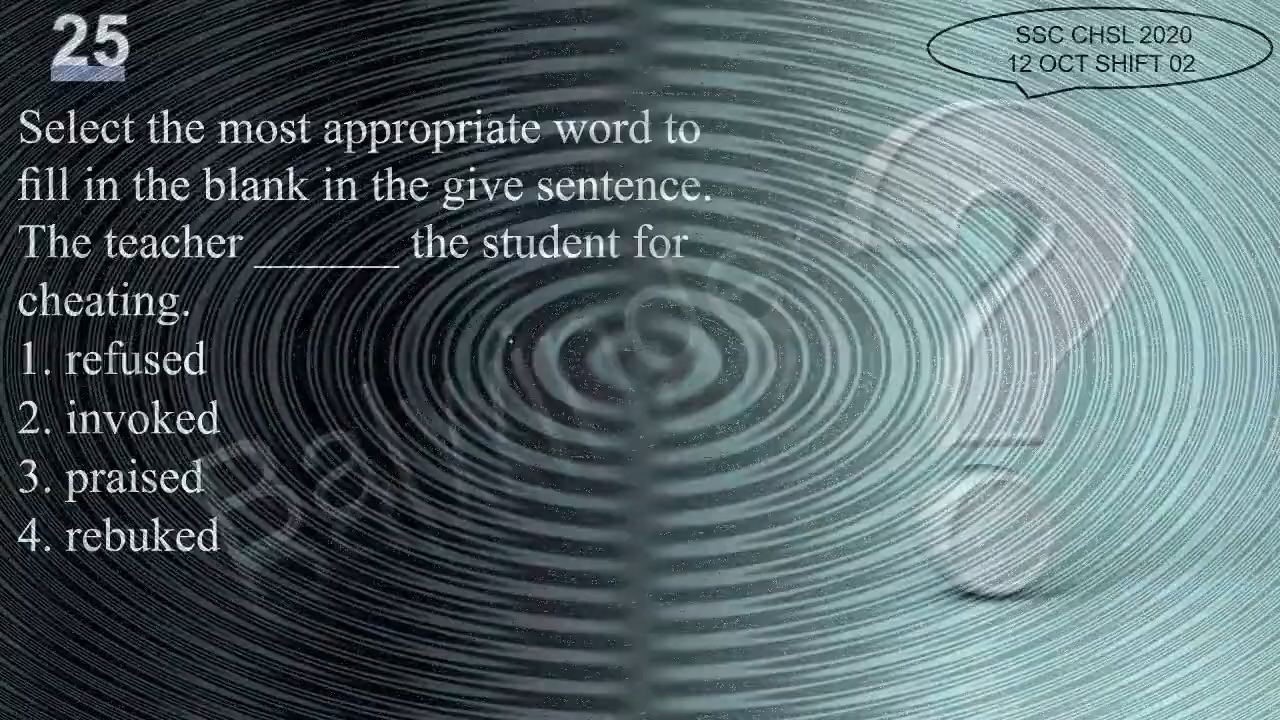 25
SSC CHSL 2020
12 OCT SHIFT 02
Select the most appropriate word to
fill in the blank in the give sentence.
The teacher ______ the student for
cheating.
1. refused
2. invoked
3. praised
4. rebuked